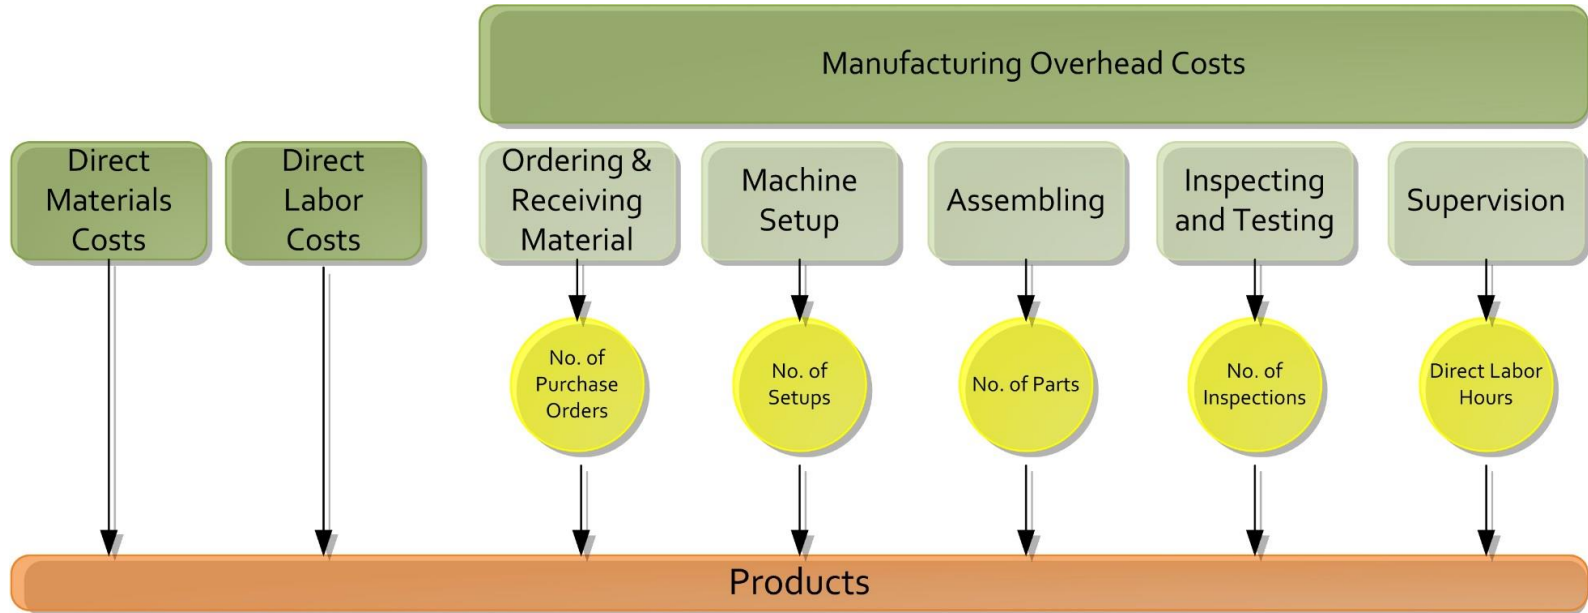 Manufacturing Overhead Costs
Direct
Materials
Costs
Direct
Labor
Costs
Ordering &
Receiving
Material
Machine
Setup
Assembling
Inspecting
and Testing
Supervision
No. of
Purchase
Orders
No. of
Setups
No. of Parts
No. of
Inspections
Direct Labor
Hours
Products